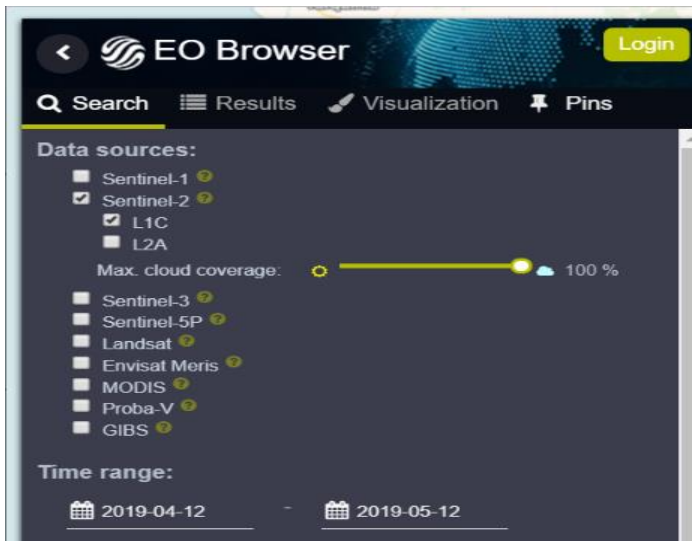 EO Browser
Login
Search Results Visualization Pins
Data sources:
Sentinel-1 ?
Sentinel-2 ?
L1C
L2A
Max. cloud coverage: 100 %
Sentinel-3 ?
Sentinel-5P ?
Landsat ?
Envisat Meris ?
MODIS ?
Proba-V ?
GIBS ?
Time range:
2019-04-12 - 2019-05-12